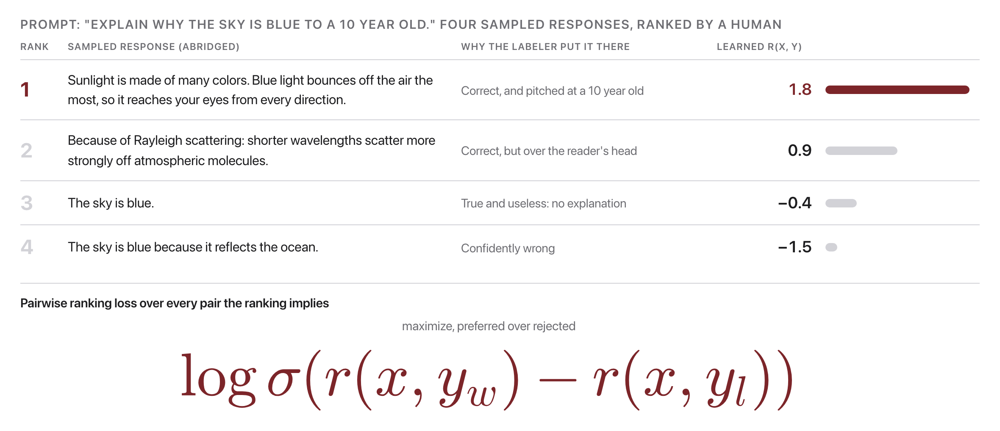 PROMPT: "EXPLAIN WHY THE SKY IS BLUE TO A 10 YEAR OLD." FOUR SAMPLED RESPONSES, RANKED BY A HUMAN
RANK SAMPLED RESPONSE (ABRIDGED) WHY THE LABELER PUT IT THERE LEARNED R(X, Y)
1 Sunlight is made of many colors. Blue light bounces off the air the
most, so it reaches your eyes from every direction.
Correct, and pitched at a 10 year old
1.8
2 Because of Rayleigh scattering: shorter wavelengths scatter more
strongly off atmospheric molecules.
Correct, but over the reader's head
0.9
3 The sky is blue. True and useless: no explanation −0.4
4 The sky is blue because it reflects the ocean. Confidently wrong −1.5
Pairwise ranking loss over every pair the ranking implies
maximize, preferred over rejected
log σ(r(x, y_w) − r(x, y_l))